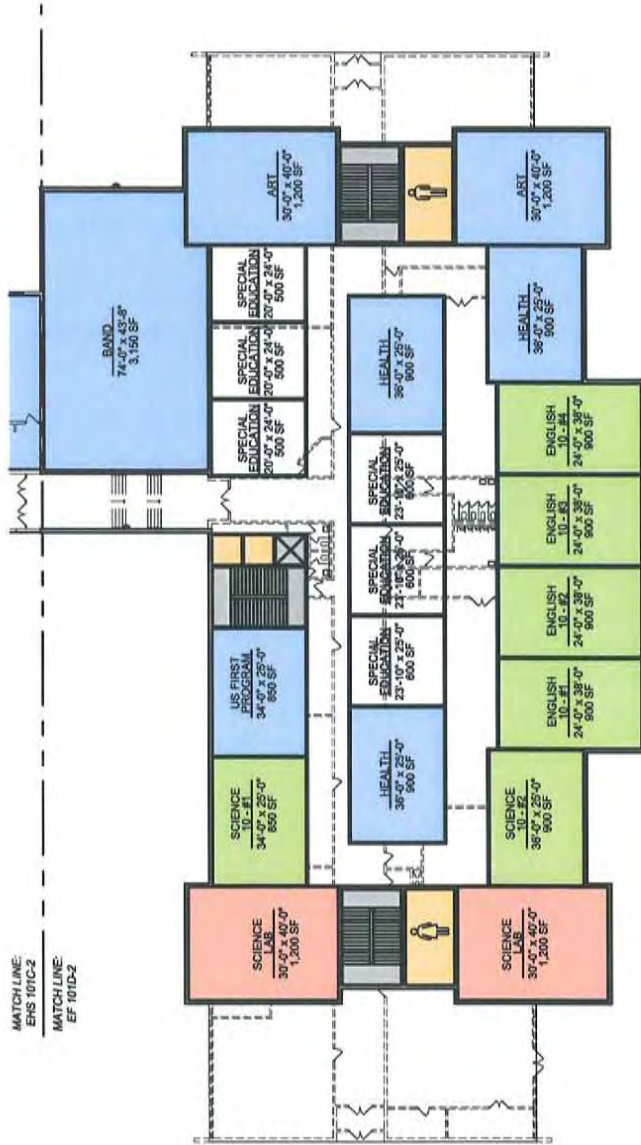 MATCH LINE:
EHS 101C-2
MATCH LINE:
EF 101D-2
BAND
74'-0" x 43'-8"
3,150 SF
SCIENCE
LAB
30'-0" x 40'-0"
1,200 SF
SCIENCE
10 - #1
34'-0" x 25'-0"
850 SF
US FIRST
PROGRAM
34'-0" x 25'-0"
850 SF
SPECIAL
EDUCATION
20'-0" x 24'-0"
500 SF
SPECIAL
EDUCATION
20'-0" x 24'-0"
500 SF
SPECIAL
EDUCATION
20'-0" x 24'-0"
500 SF
ART
30'-0" x 40'-0"
1,200 SF
HEALTH
36'-0" x 25'-0"
900 SF
SPECIAL
EDUCATION
23'-10" x 25'-0"
600 SF
SPECIAL
EDUCATION
23'-10" x 25'-0"
600 SF
SPECIAL
EDUCATION
23'-10" x 25'-0"
600 SF
HEALTH
36'-0" x 25'-0"
900 SF
SCIENCE
LAB
30'-0" x 40'-0"
1,200 SF
SCIENCE
10 - #2
36'-0" x 25'-0"
900 SF
ENGLISH
10 - #1
24'-0" x 38'-0"
900 SF
ENGLISH
10 - #2
24'-0" x 38'-0"
900 SF
ENGLISH
10 - #3
24'-0" x 38'-0"
900 SF
ENGLISH
10 - #4
24'-0" x 38'-0"
900 SF
HEALTH
36'-0" x 25'-0"
900 SF
ART
30'-0" x 40'-0"
1,200 SF